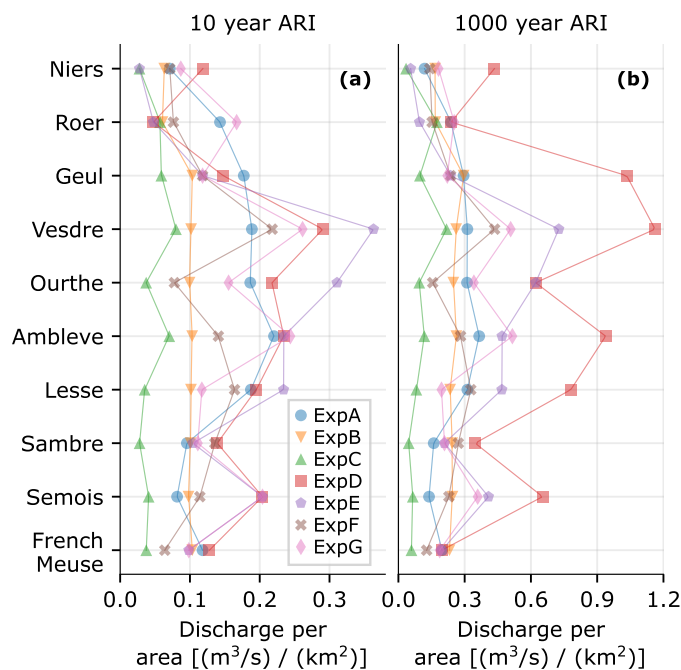 10 year ARI
1000 year ARI
Niers
Roer
Geul
Vesdre
Ourthe
Ambleve
Lesse
Sambre
Semois
French
Meuse
(a)
(b)
ExpA
ExpB
ExpC
ExpD
ExpE
ExpF
ExpG
0.0 0.1 0.2 0.3
0.0 0.3 0.6 0.9 1.2
Discharge per
area [(m³/s) / (km²)]
Discharge per
area [(m³/s) / (km²)]